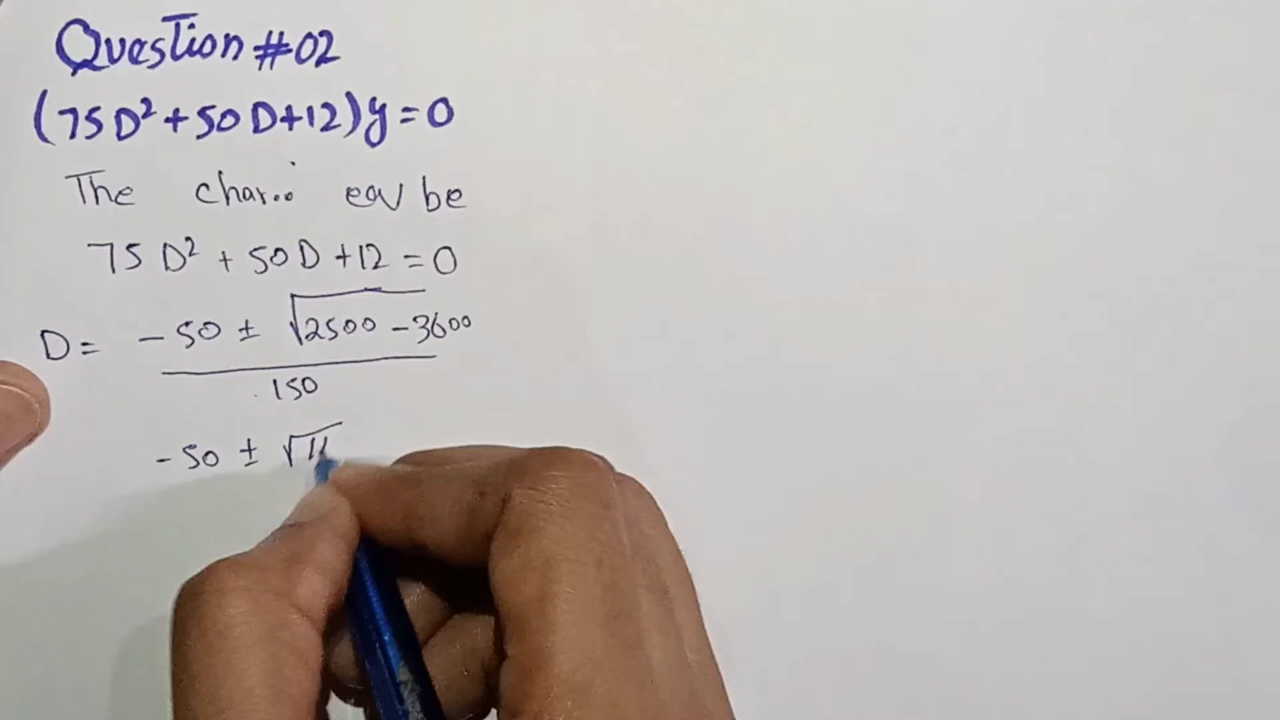 Question #02
(75D²+50D+12)y=0
The char.. eq be
75D² + 50D +12 =0
D= -50 ± √2500 -3600
150
-50 ± √11